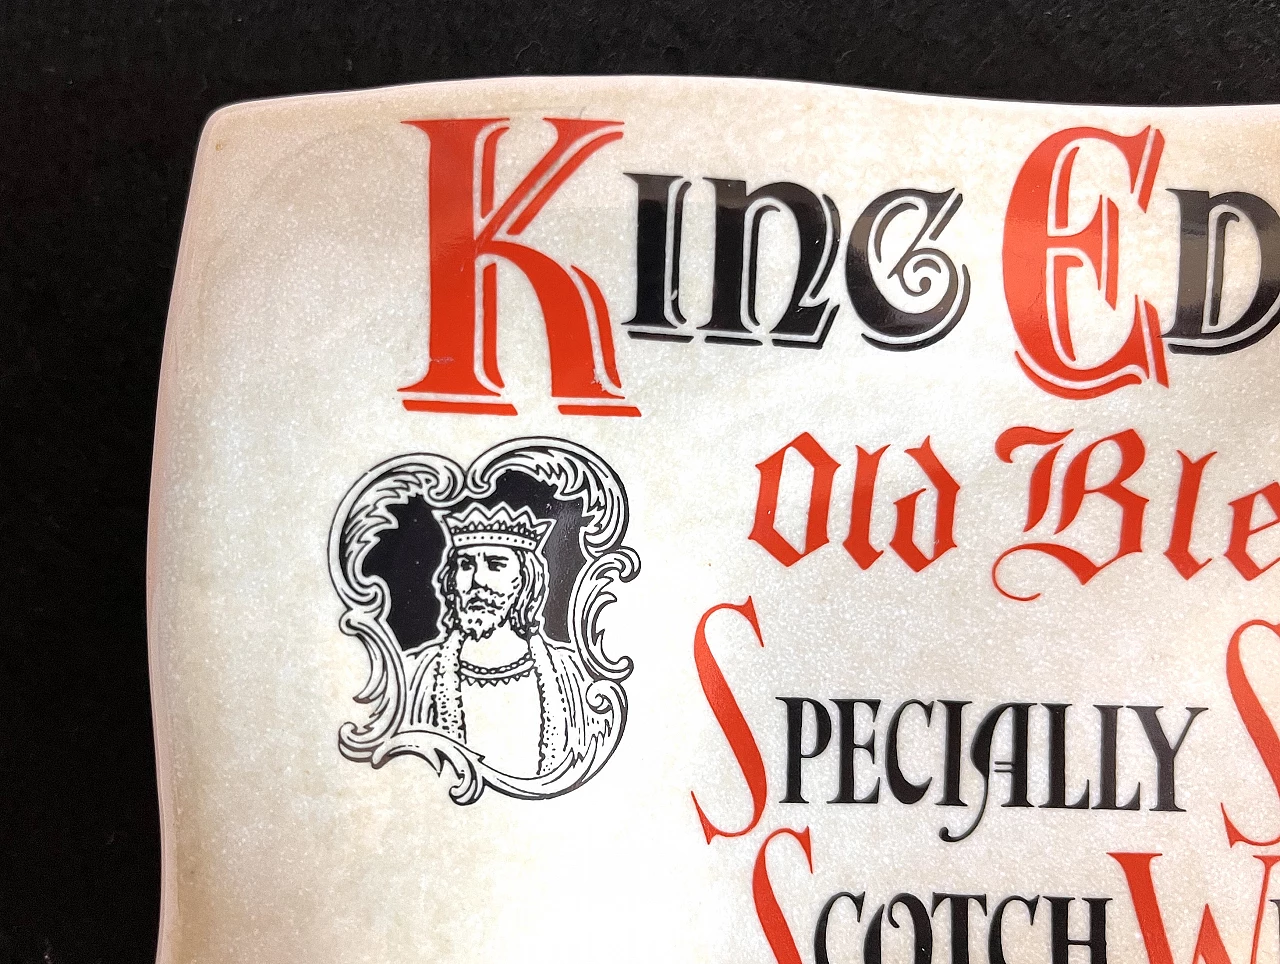 KING ED
Old Ble
SPECIALLY S
SCOTCH W